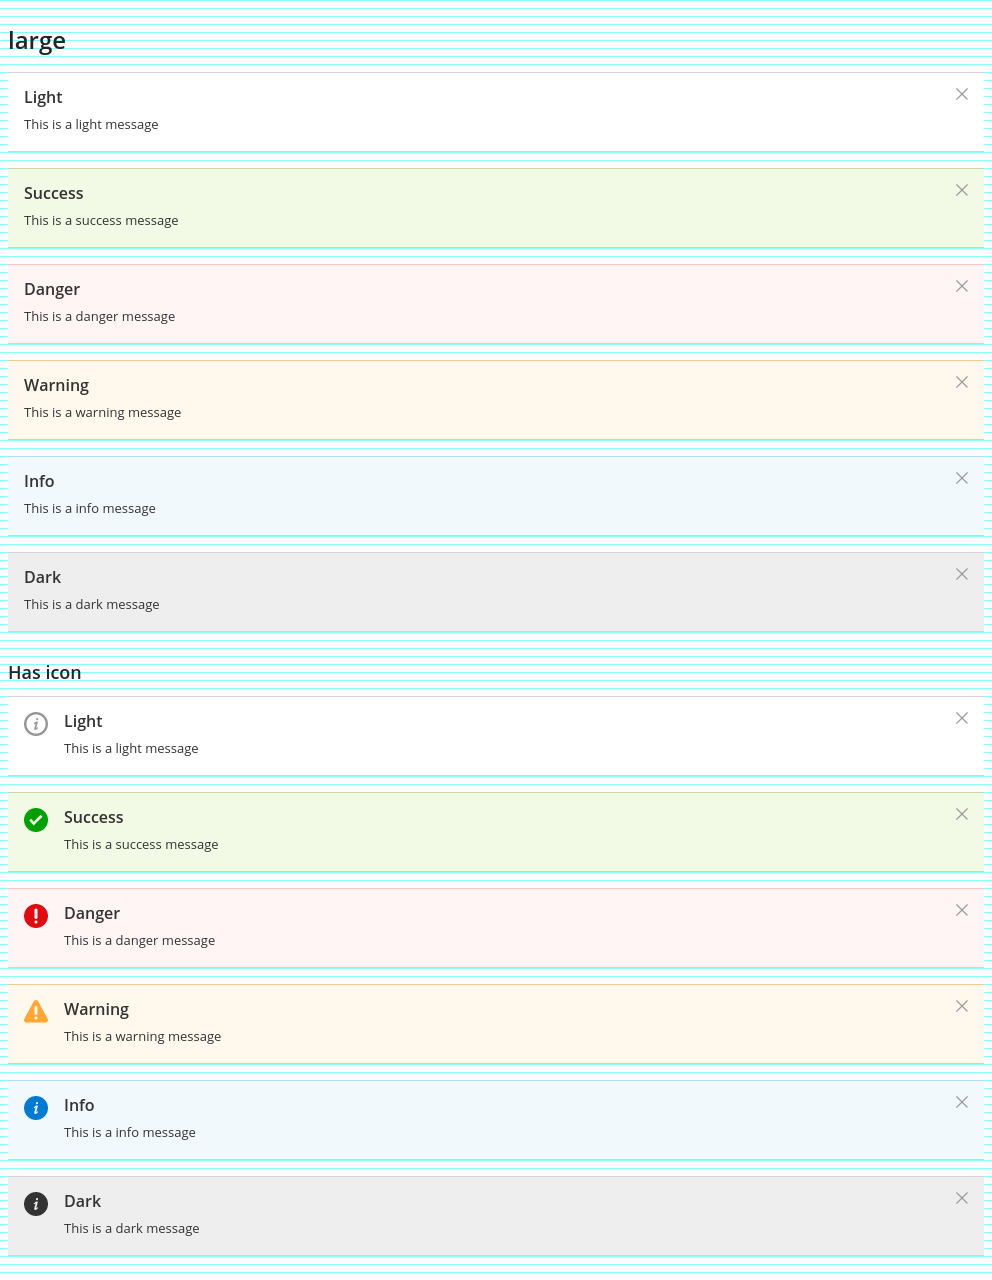 large
Light
This is a light message
Success
This is a success message
Danger
This is a danger message
Warning
This is a warning message
Info
This is a info message
Dark
This is a dark message
Has icon
Light
This is a light message
Success
This is a success message
Danger
This is a danger message
Warning
This is a warning message
Info
This is a info message
Dark
This is a dark message